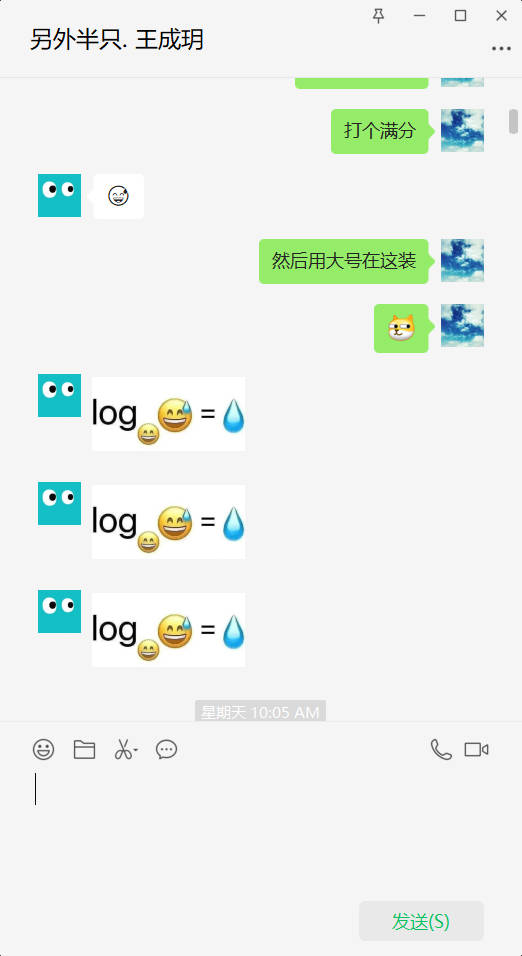 另外半只. 王成玥
打个满分
然后用大号在这装
log😄😅=💧
log😄😅=💧
log😄😅=💧
星期天 10:05 AM
发送(S)